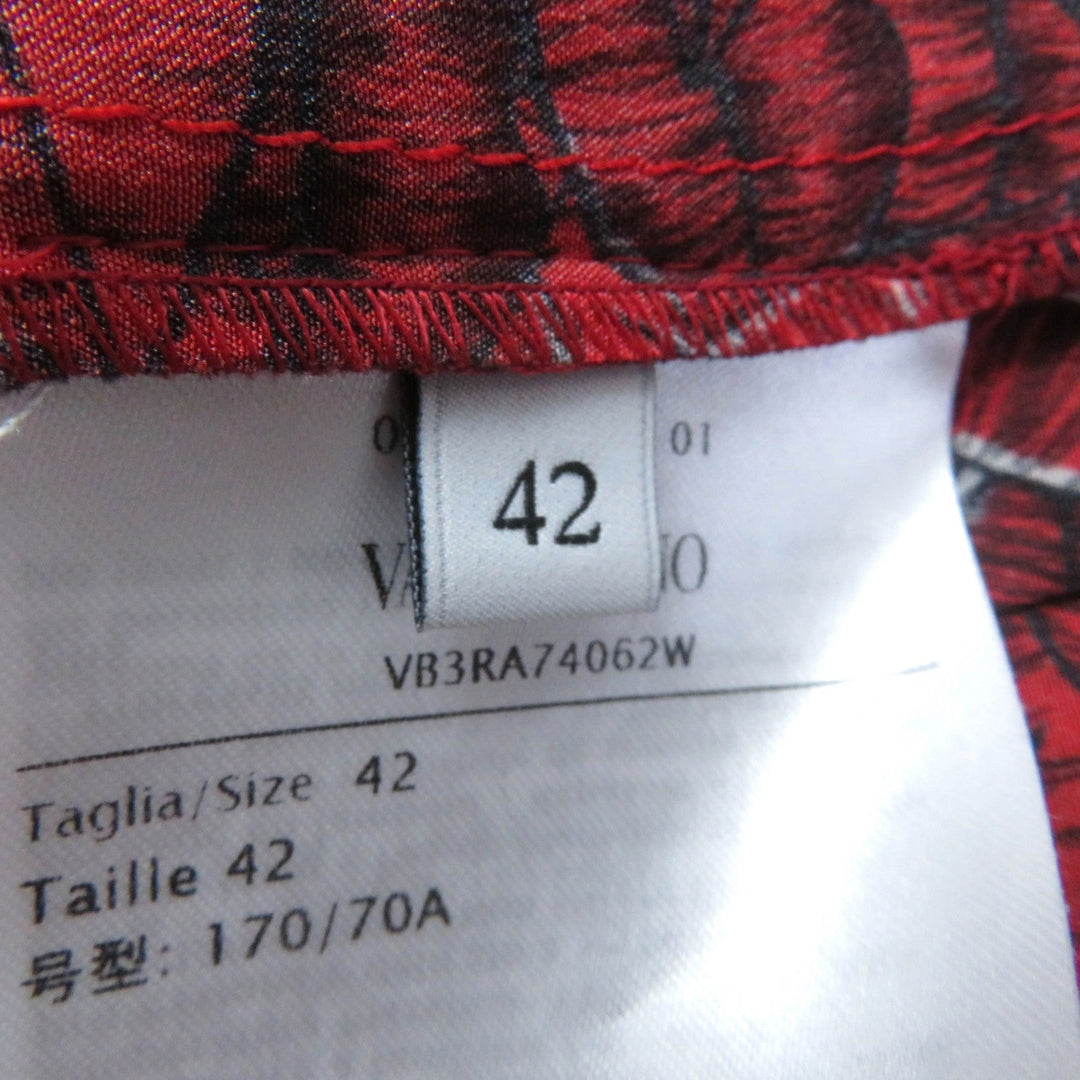 01
42
VB3RA74062W
Taglia/Size 42
Taille 42
号型: 170/70A